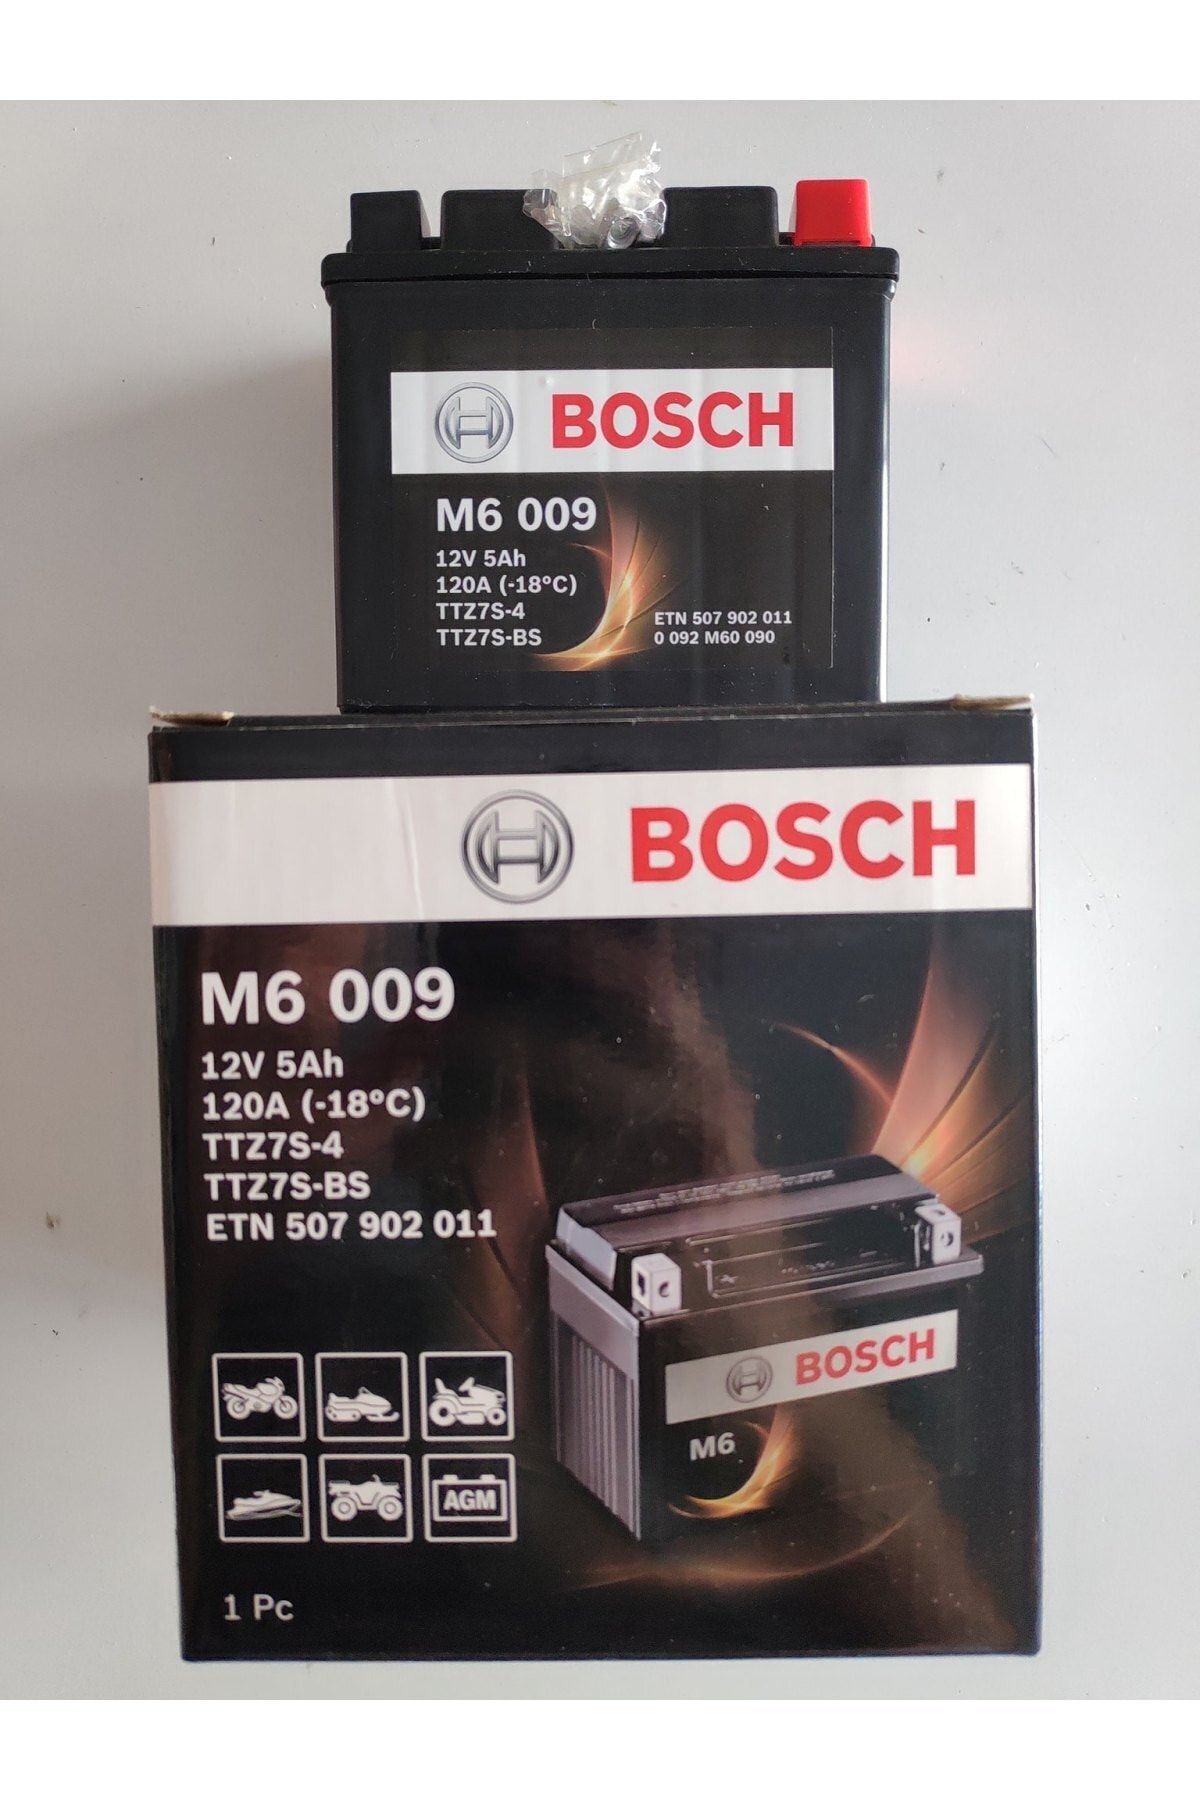 BOSCH
M6 009
12V 5Ah
120A (-18°C)
TTZ7S-4
TTZ7S-BS
ETN 507 902 011
0 092 M60 090
BOSCH
M6 009
12V 5Ah
120A (-18°C)
TTZ7S-4
TTZ7S-BS
ETN 507 902 011
BOSCH
M6
AGM
1 Pc